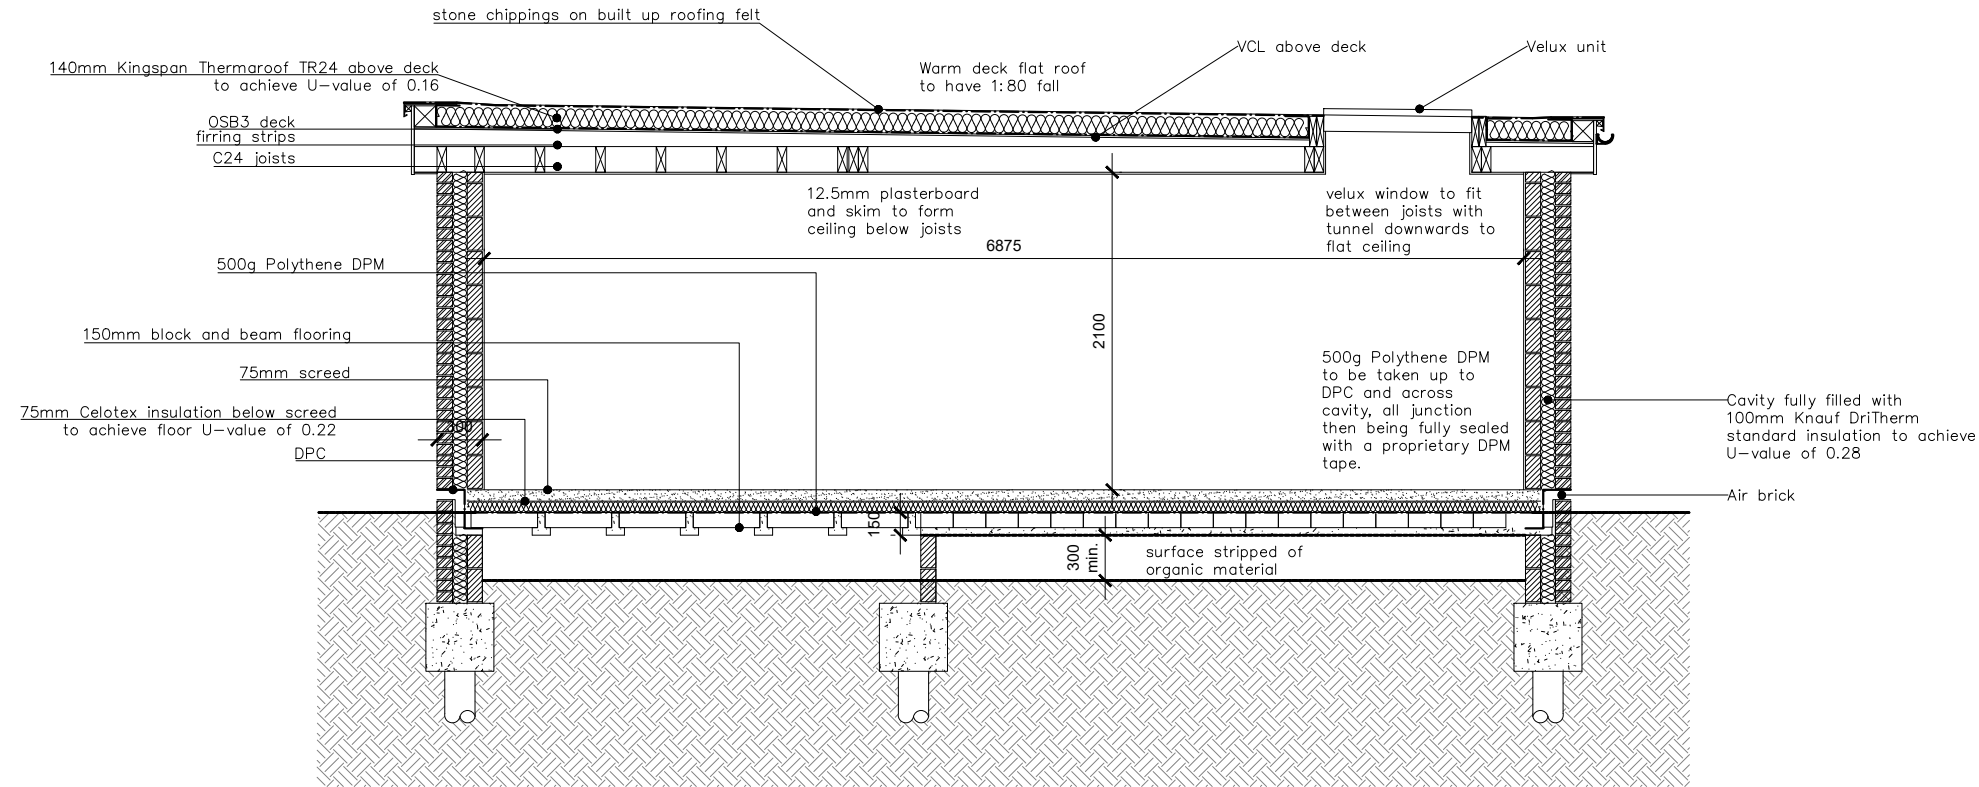 stone chippings on built up roofing felt
VCL above deck
Velux unit
140mm Kingspan Thermaroof TR24 above deck
to achieve U-value of 0.16
Warm deck flat roof
to have 1:80 fall
OSB3 deck
firring strips
C24 joists
12.5mm plasterboard
and skim to form
ceiling below joists
velux window to fit
between joists with
tunnel downwards to
flat ceiling
6875
500g Polythene DPM
2100
150mm block and beam flooring
75mm screed
500g Polythene DPM
to be taken up to
DPC and across
cavity, all junction
then being fully sealed
with a proprietary DPM
tape.
75mm Celotex insulation below screed
to achieve floor U-value of 0.22
300
DPC
Cavity fully filled with
100mm Knauf DriTherm
standard insulation to achieve
U-value of 0.28
Air brick
150
300
min.
surface stripped of
organic material